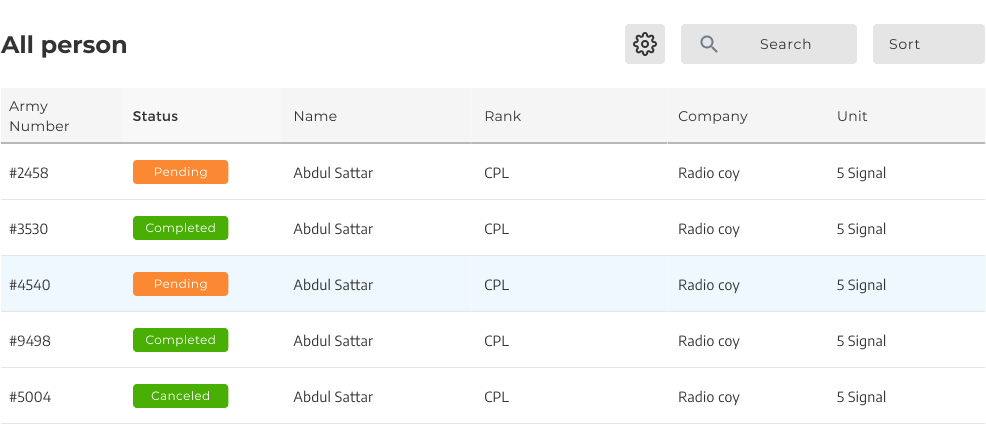 All person
Search
Sort
Army
Number
Status
Name
Rank
Company
Unit
#2458 Pending Abdul Sattar CPL Radio coy 5 Signal
#3530 Completed Abdul Sattar CPL Radio coy 5 Signal
#4540 Pending Abdul Sattar CPL Radio coy 5 Signal
#9498 Completed Abdul Sattar CPL Radio coy 5 Signal
#5004 Canceled Abdul Sattar CPL Radio coy 5 Signal